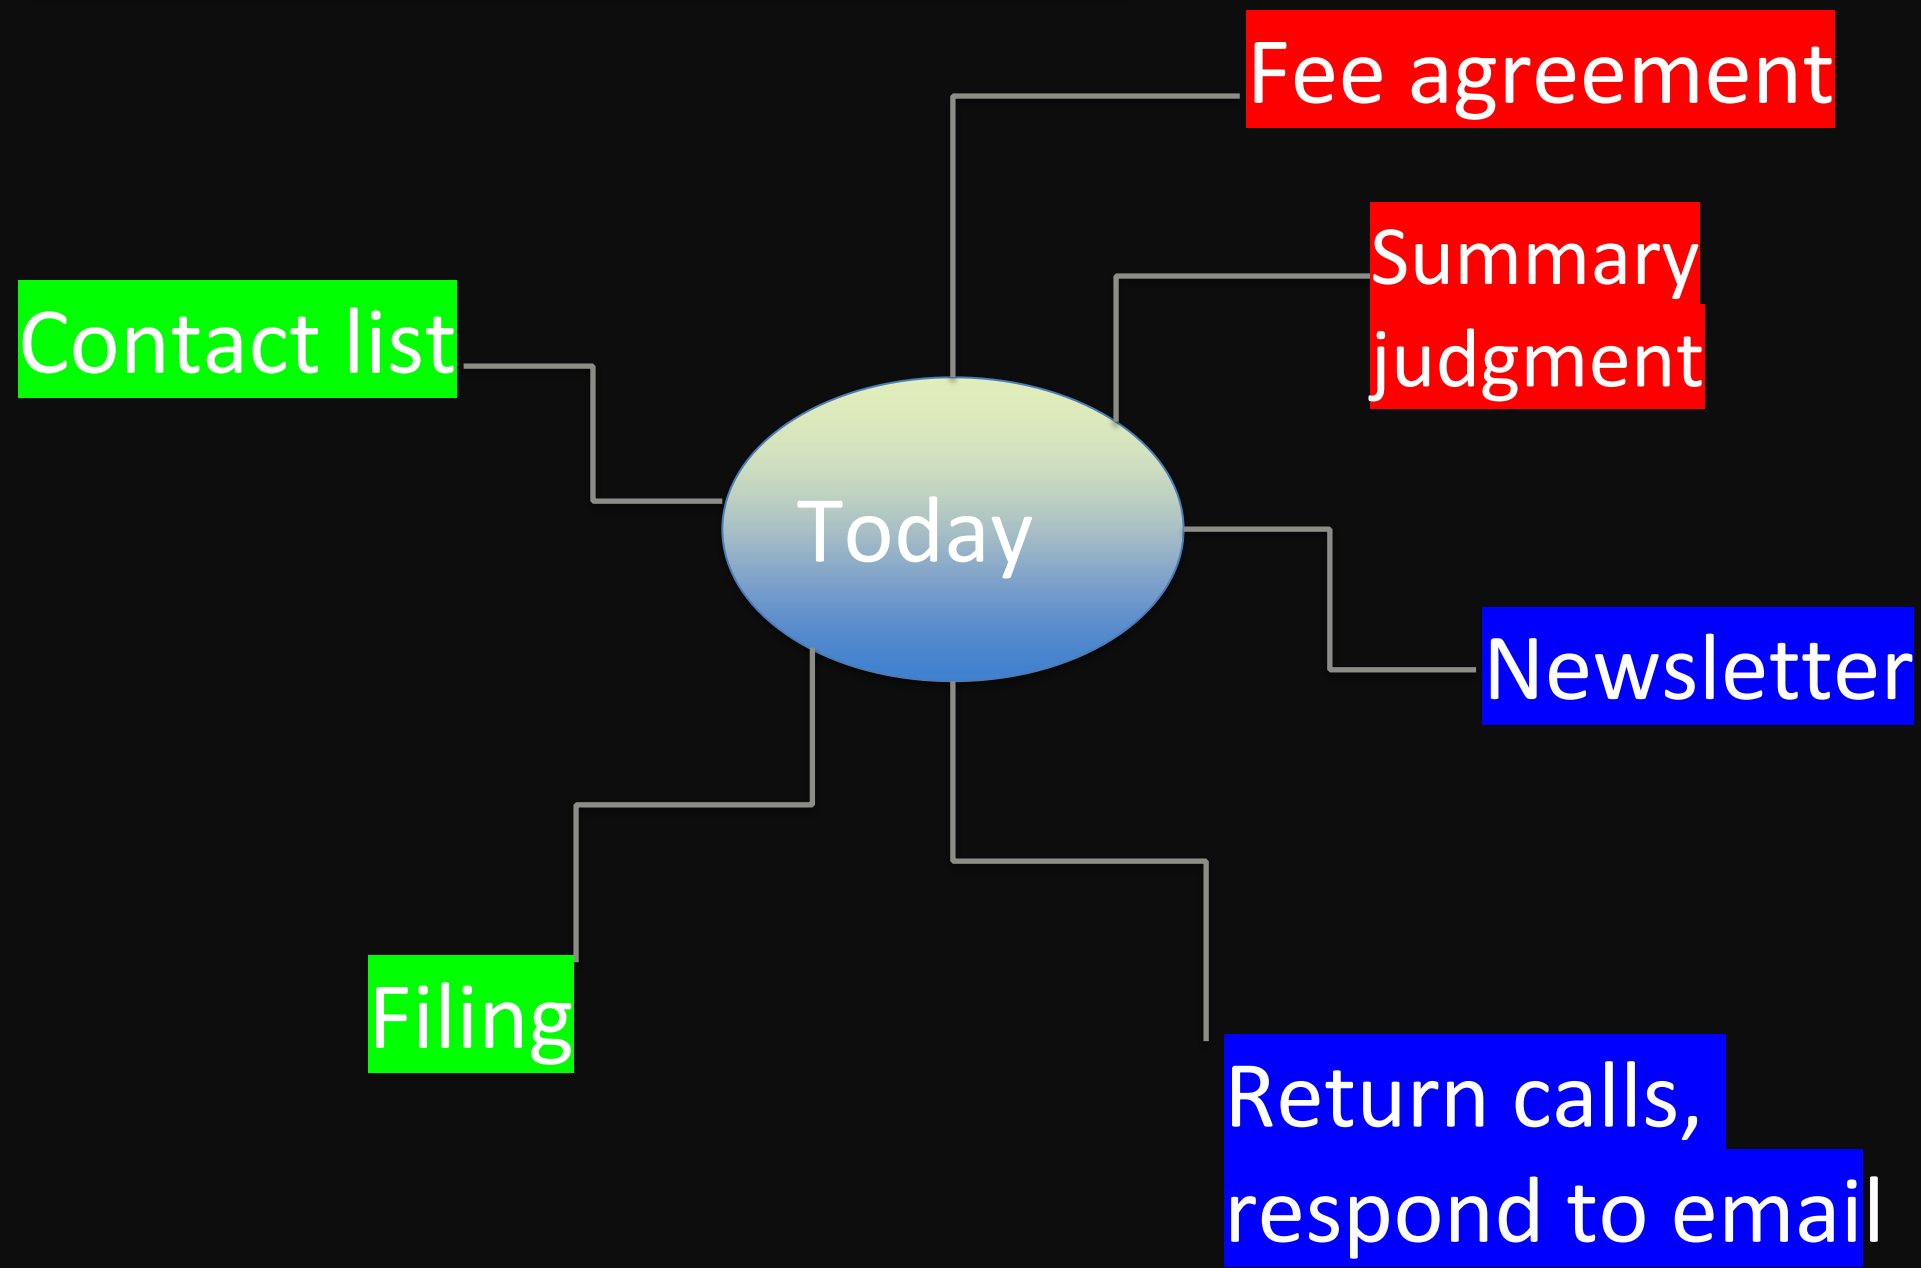 Fee agreement
Summary
judgment
Contact list
Today
Newsletter
Filing
Return calls,
respond to email